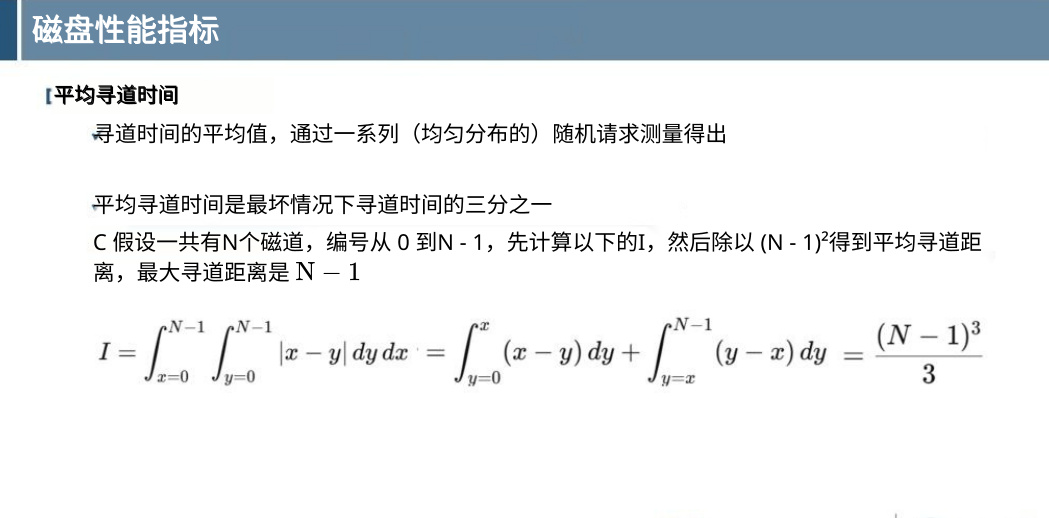 磁盘性能指标
[平均寻道时间
寻道时间的平均值，通过一系列（均匀分布的）随机请求测量得出
平均寻道时间是最坏情况下寻道时间的三分之一
C 假设一共有N个磁道，编号从 0 到N - 1，先计算以下的I，然后除以 (N - 1)²得到平均寻道距
离，最大寻道距离是 N − 1
I = ∫_{x=0}^{N−1} ∫_{y=0}^{N−1} |x − y| dy dx = ∫_{y=0}^{x} (x − y) dy + ∫_{y=x}^{N−1} (y − x) dy = (N − 1)³ / 3